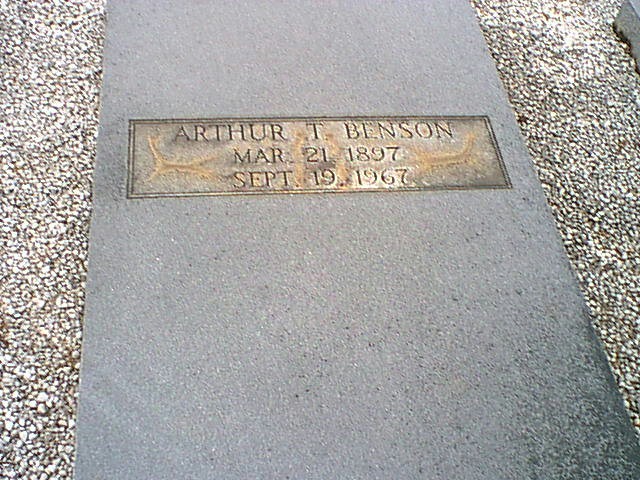 ARTHUR T. BENSON
MAR. 21, 1897
SEPT. 19, 1967